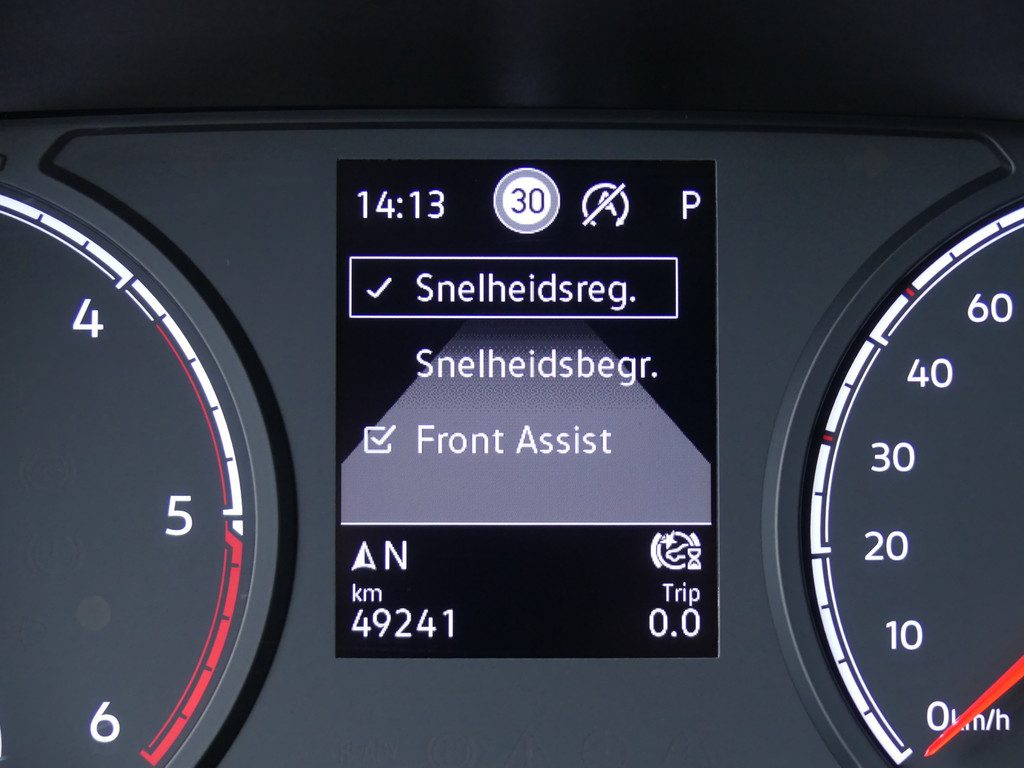 14:13 30 A P
Snelheidsreg.
Snelheidsbegr.
Front Assist
N
km Trip
49241 0.0
4
5
6
60
40
30
20
10
0 km/h